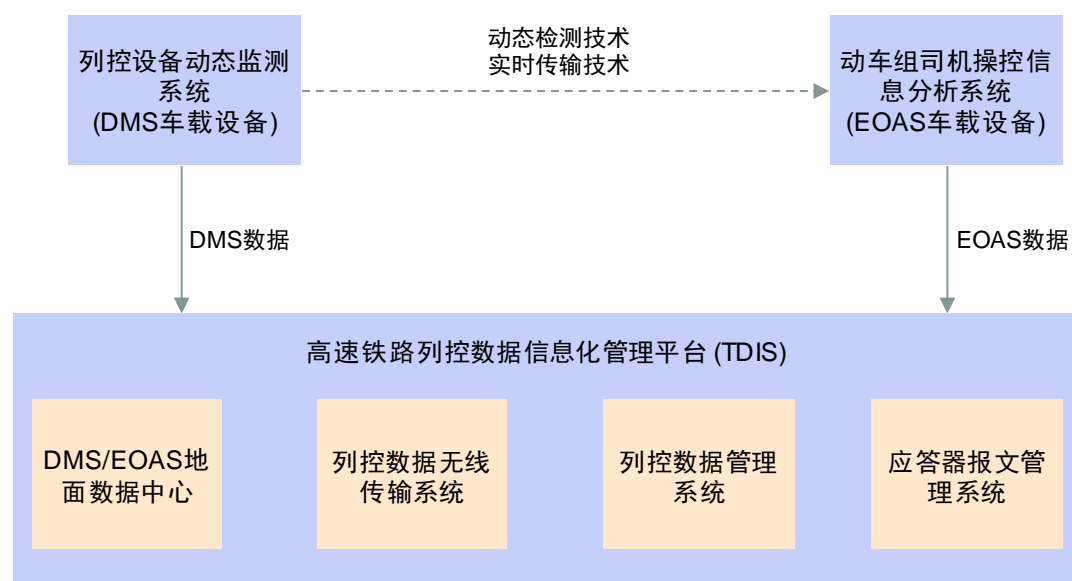 列控设备动态监测
系统
(DMS车载设备)
动态检测技术
实时传输技术
动车组司机操控信
息分析系统
(EOAS车载设备)
DMS数据
EOAS数据
高速铁路列控数据信息化管理平台 (TDIS)
DMS/EOAS地
面数据中心
列控数据无线
传输系统
列控数据管理
系统
应答器报文管
理系统